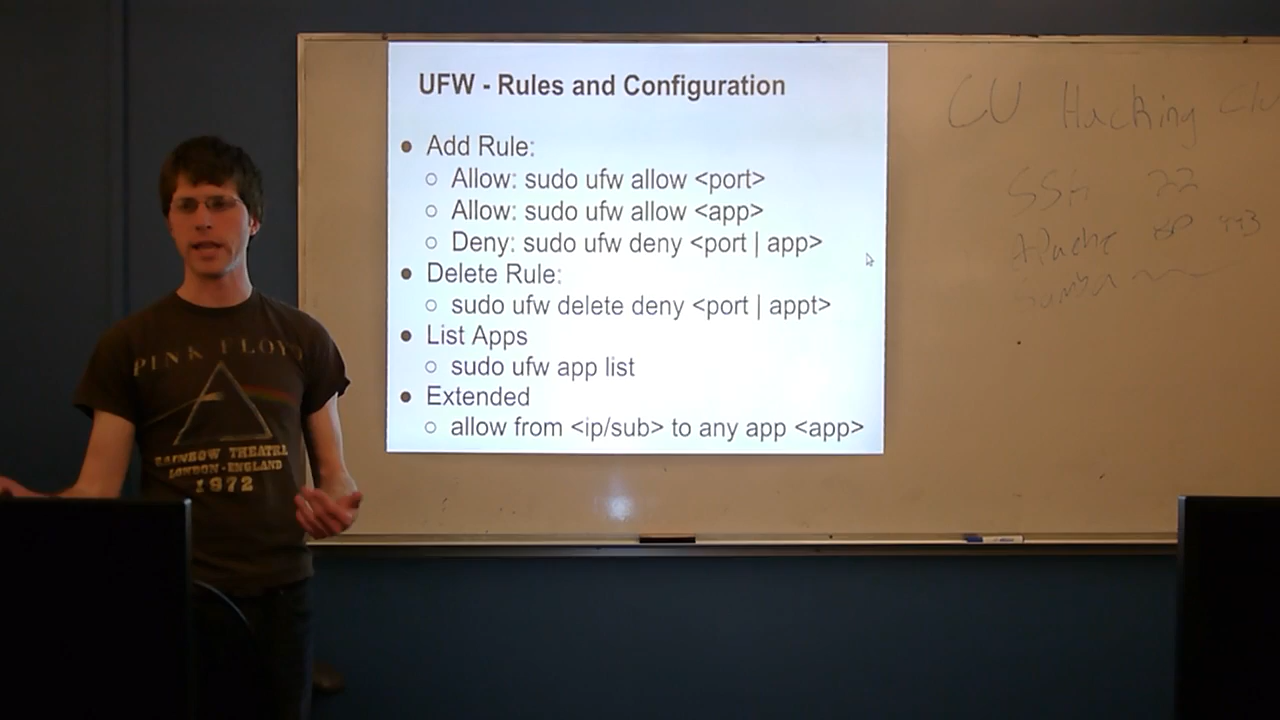 UFW - Rules and Configuration
● Add Rule:
○ Allow: sudo ufw allow <port>
○ Allow: sudo ufw allow <app>
○ Deny: sudo ufw deny <port | app>
● Delete Rule:
○ sudo ufw delete deny <port | appt>
● List Apps
○ sudo ufw app list
● Extended
○ allow from <ip/sub> to any app <app>
CU Hacking Clu
SSH 22
Apache 80 443
Samba
PINK FLOYD
RAINBOW THEATRE
LONDON-ENGLAND
1972